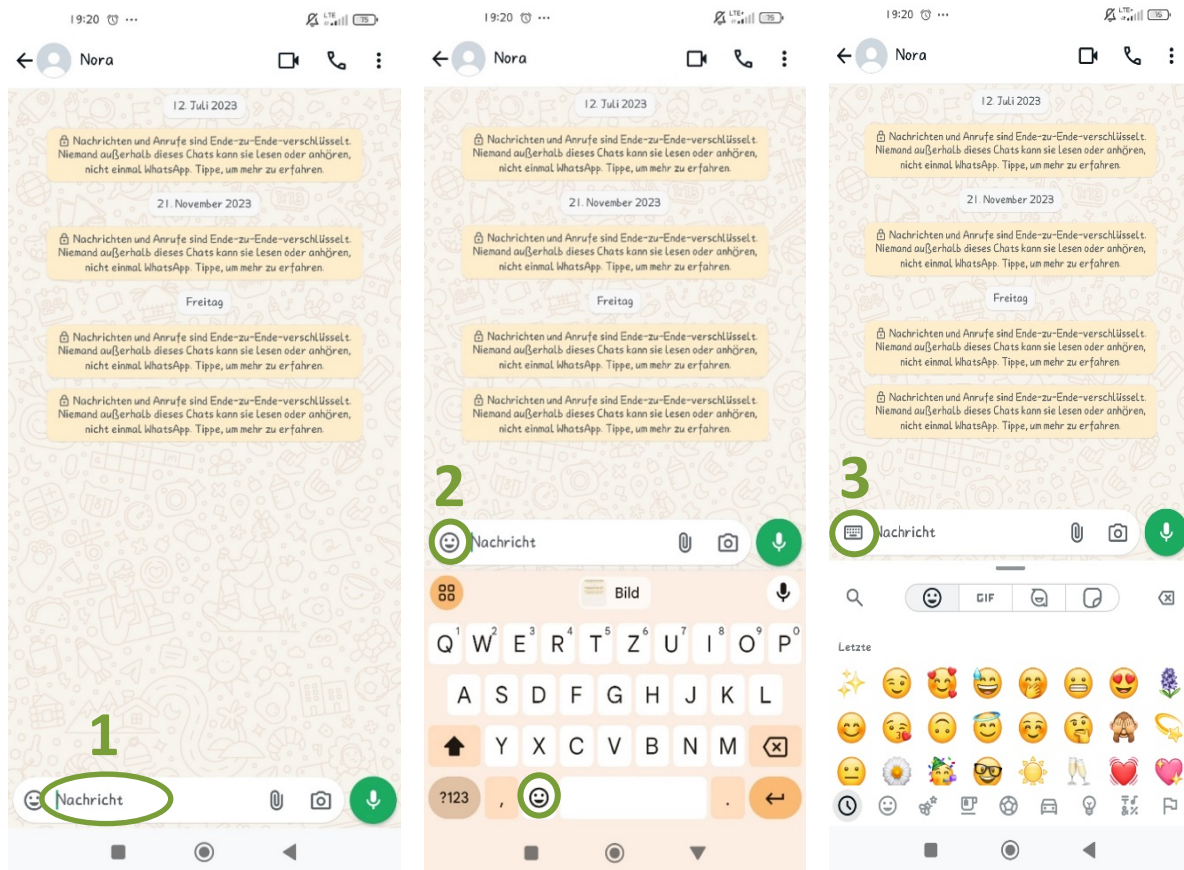 19:20
LTE
75
Nora
12. Juli 2023
Nachrichten und Anrufe sind Ende-zu-Ende-verschlüsselt.
Niemand außerhalb dieses Chats kann sie lesen oder anhören,
nicht einmal WhatsApp. Tippe, um mehr zu erfahren.
21. November 2023
Nachrichten und Anrufe sind Ende-zu-Ende-verschlüsselt.
Niemand außerhalb dieses Chats kann sie lesen oder anhören,
nicht einmal WhatsApp. Tippe, um mehr zu erfahren.
Freitag
Nachrichten und Anrufe sind Ende-zu-Ende-verschlüsselt.
Niemand außerhalb dieses Chats kann sie lesen oder anhören,
nicht einmal WhatsApp. Tippe, um mehr zu erfahren.
Nachrichten und Anrufe sind Ende-zu-Ende-verschlüsselt.
Niemand außerhalb dieses Chats kann sie lesen oder anhören,
nicht einmal WhatsApp. Tippe, um mehr zu erfahren.
1
Nachricht
19:20
LTE+
75
Nora
12. Juli 2023
Nachrichten und Anrufe sind Ende-zu-Ende-verschlüsselt.
Niemand außerhalb dieses Chats kann sie lesen oder anhören,
nicht einmal WhatsApp. Tippe, um mehr zu erfahren.
21. November 2023
Nachrichten und Anrufe sind Ende-zu-Ende-verschlüsselt.
Niemand außerhalb dieses Chats kann sie lesen oder anhören,
nicht einmal WhatsApp. Tippe, um mehr zu erfahren.
Freitag
Nachrichten und Anrufe sind Ende-zu-Ende-verschlüsselt.
Niemand außerhalb dieses Chats kann sie lesen oder anhören,
nicht einmal WhatsApp. Tippe, um mehr zu erfahren.
Nachrichten und Anrufe sind Ende-zu-Ende-verschlüsselt.
Niemand außerhalb dieses Chats kann sie lesen oder anhören,
nicht einmal WhatsApp. Tippe, um mehr zu erfahren.
2
Nachricht
Bild
Q1 W2 E3 R4 T5 Z6 U7 I8 O9 P0
A S D F G H J K L
Y X C V B N M
?123 , .
19:20
LTE+
75
Nora
12. Juli 2023
Nachrichten und Anrufe sind Ende-zu-Ende-verschlüsselt.
Niemand außerhalb dieses Chats kann sie lesen oder anhören,
nicht einmal WhatsApp. Tippe, um mehr zu erfahren.
21. November 2023
Nachrichten und Anrufe sind Ende-zu-Ende-verschlüsselt.
Niemand außerhalb dieses Chats kann sie lesen oder anhören,
nicht einmal WhatsApp. Tippe, um mehr zu erfahren.
Freitag
Nachrichten und Anrufe sind Ende-zu-Ende-verschlüsselt.
Niemand außerhalb dieses Chats kann sie lesen oder anhören,
nicht einmal WhatsApp. Tippe, um mehr zu erfahren.
Nachrichten und Anrufe sind Ende-zu-Ende-verschlüsselt.
Niemand außerhalb dieses Chats kann sie lesen oder anhören,
nicht einmal WhatsApp. Tippe, um mehr zu erfahren.
3
Nachricht
GIF
Letzte